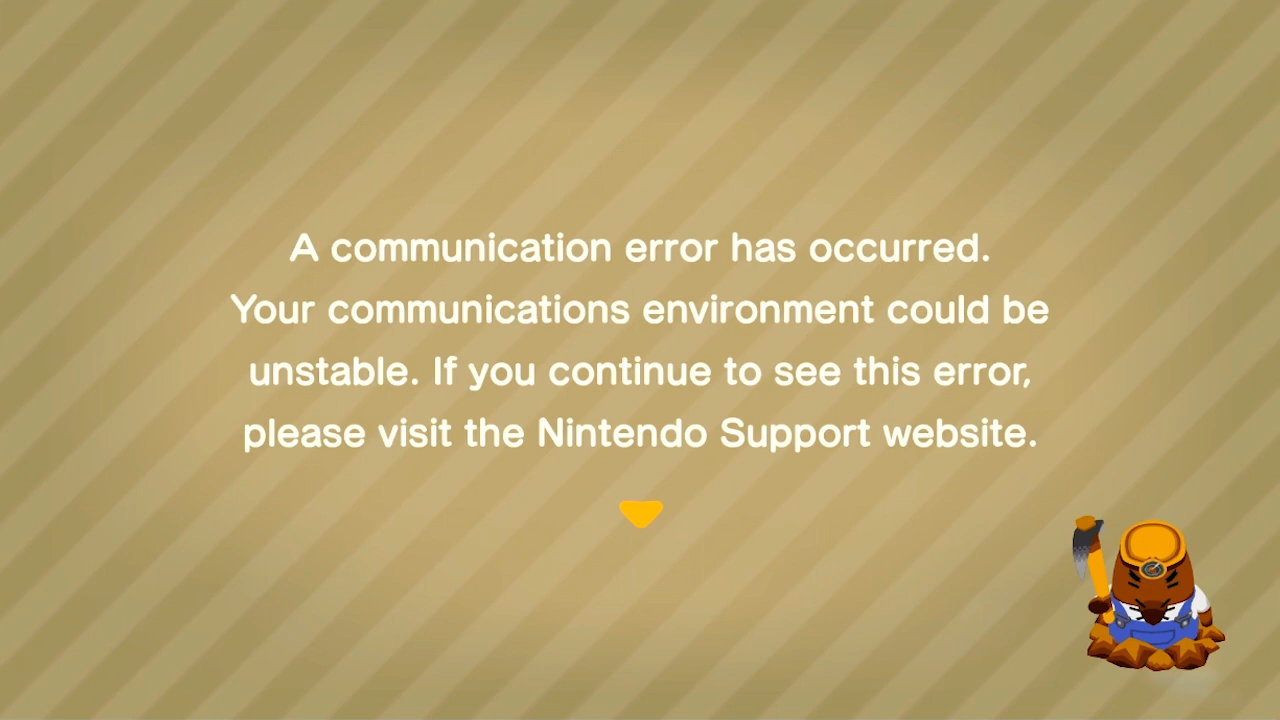 A communication error has occurred.
Your communications environment could be
unstable. If you continue to see this error,
please visit the Nintendo Support website.